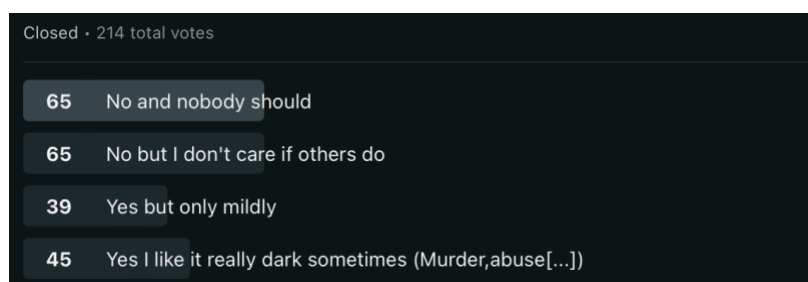 Closed • 214 total votes
65 No and nobody should
65 No but I don't care if others do
39 Yes but only mildly
45 Yes I like it really dark sometimes (Murder,abuse[...])